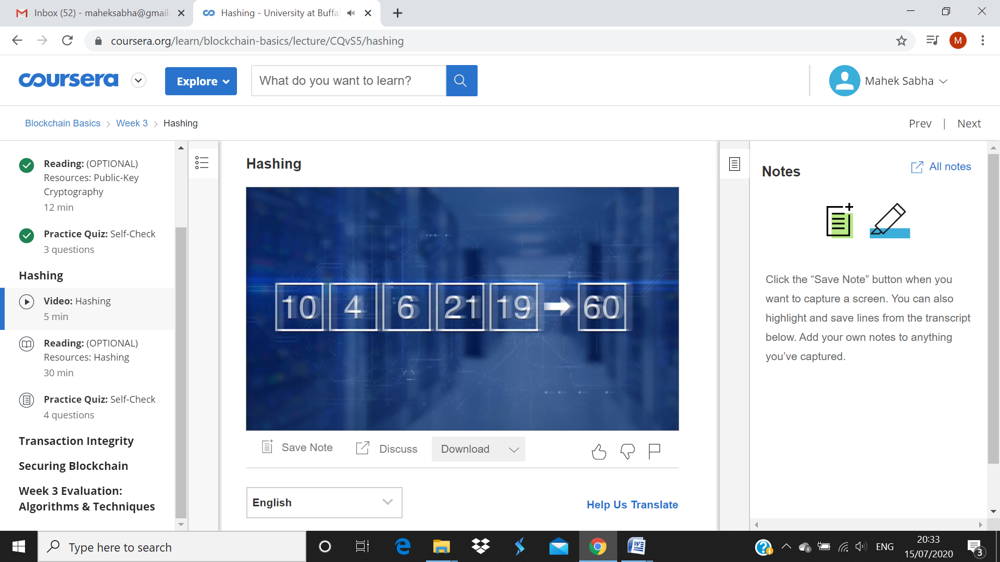 Inbox (52) - maheksabha@gmail.
Hashing - University at Buffa
coursera.org/learn/blockchain-basics/lecture/CQvS5/hashing
M
coursera
Explore
What do you want to learn?
Mahek Sabha
Blockchain Basics > Week 3 > Hashing
Prev | Next
Reading: (OPTIONAL)
Resources: Public-Key
Cryptography
12 min
Practice Quiz: Self-Check
3 questions
Hashing
Video: Hashing
5 min
Reading: (OPTIONAL)
Resources: Hashing
30 min
Practice Quiz: Self-Check
4 questions
Transaction Integrity
Securing Blockchain
Week 3 Evaluation:
Algorithms & Techniques
Hashing
10 4 6 21 19 60
Save Note
Discuss
Download
English
Help Us Translate
Notes
All notes
Click the “Save Note” button when you
want to capture a screen. You can also
highlight and save lines from the transcript
below. Add your own notes to anything
you’ve captured.
Type here to search
ENG
20:33
15/07/2020
3